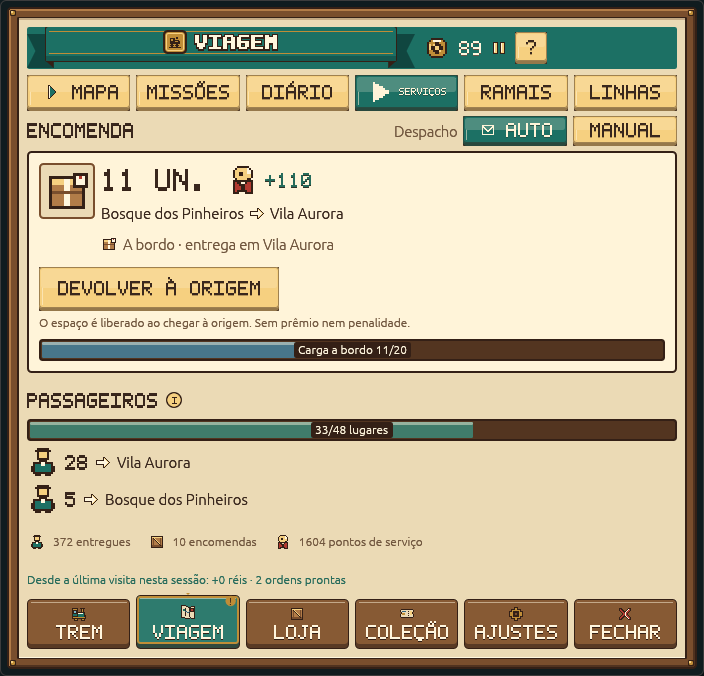 VIAGEM
89
?
MAPA
MISSÕES
DIÁRIO
SERVIÇOS
RAMAIS
LINHAS
ENCOMENDA
Despacho
AUTO
MANUAL
11 UN.
+110
Bosque dos Pinheiros ⇨ Vila Aurora
A bordo · entrega em Vila Aurora
DEVOLVER À ORIGEM
O espaço é liberado ao chegar à origem. Sem prêmio nem penalidade.
Carga a bordo 11/20
PASSAGEIROS
I
33/48 lugares
28 ⇨ Vila Aurora
5 ⇨ Bosque dos Pinheiros
372 entregues
10 encomendas
1604 pontos de serviço
Desde a última visita nesta sessão: +0 réis · 2 ordens prontas
TREM
VIAGEM
!
LOJA
COLEÇÃO
AJUSTES
FECHAR